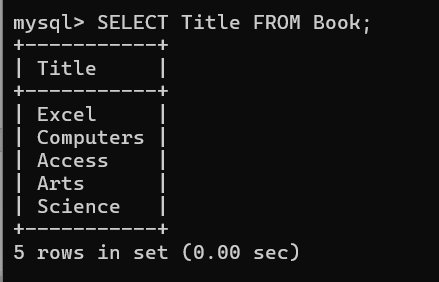 mysql> SELECT Title FROM Book;
+-----------+
| Title     |
+-----------+
| Excel     |
| Computers |
| Access    |
| Arts      |
| Science   |
+-----------+
5 rows in set (0.00 sec)